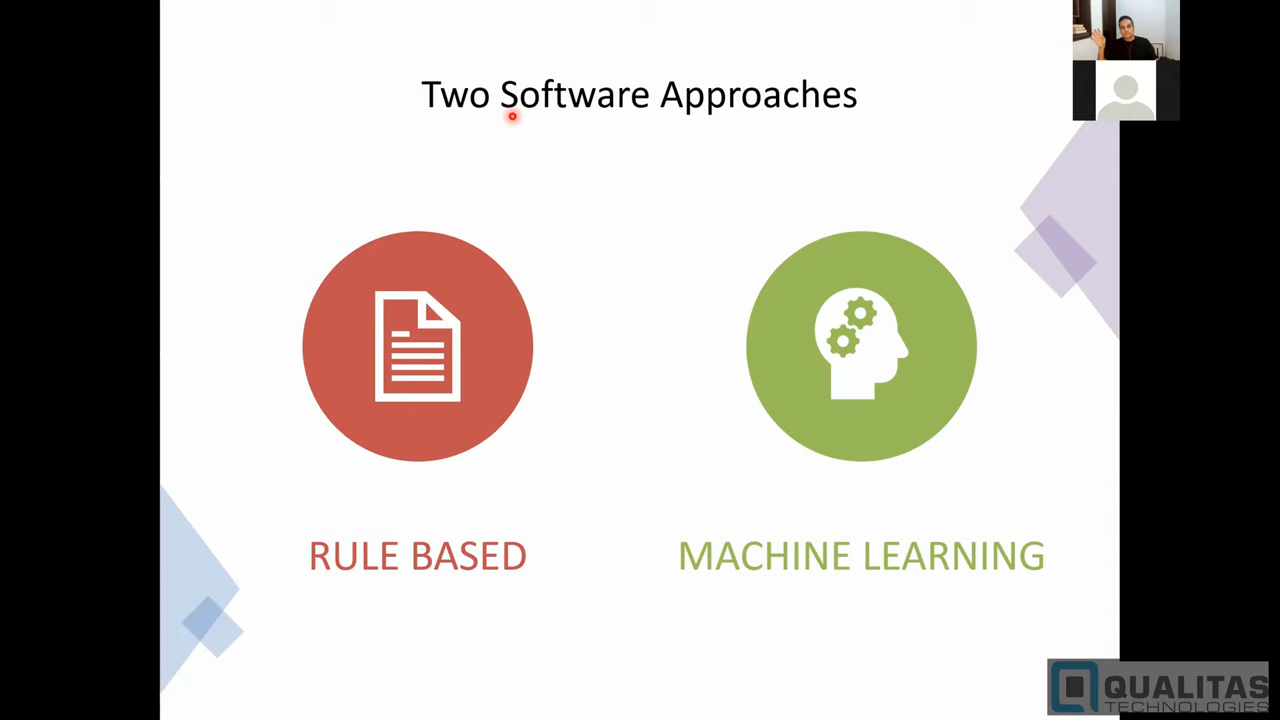 Two Software Approaches
RULE BASED
MACHINE LEARNING
QUALITAS
TECHNOLOGIES